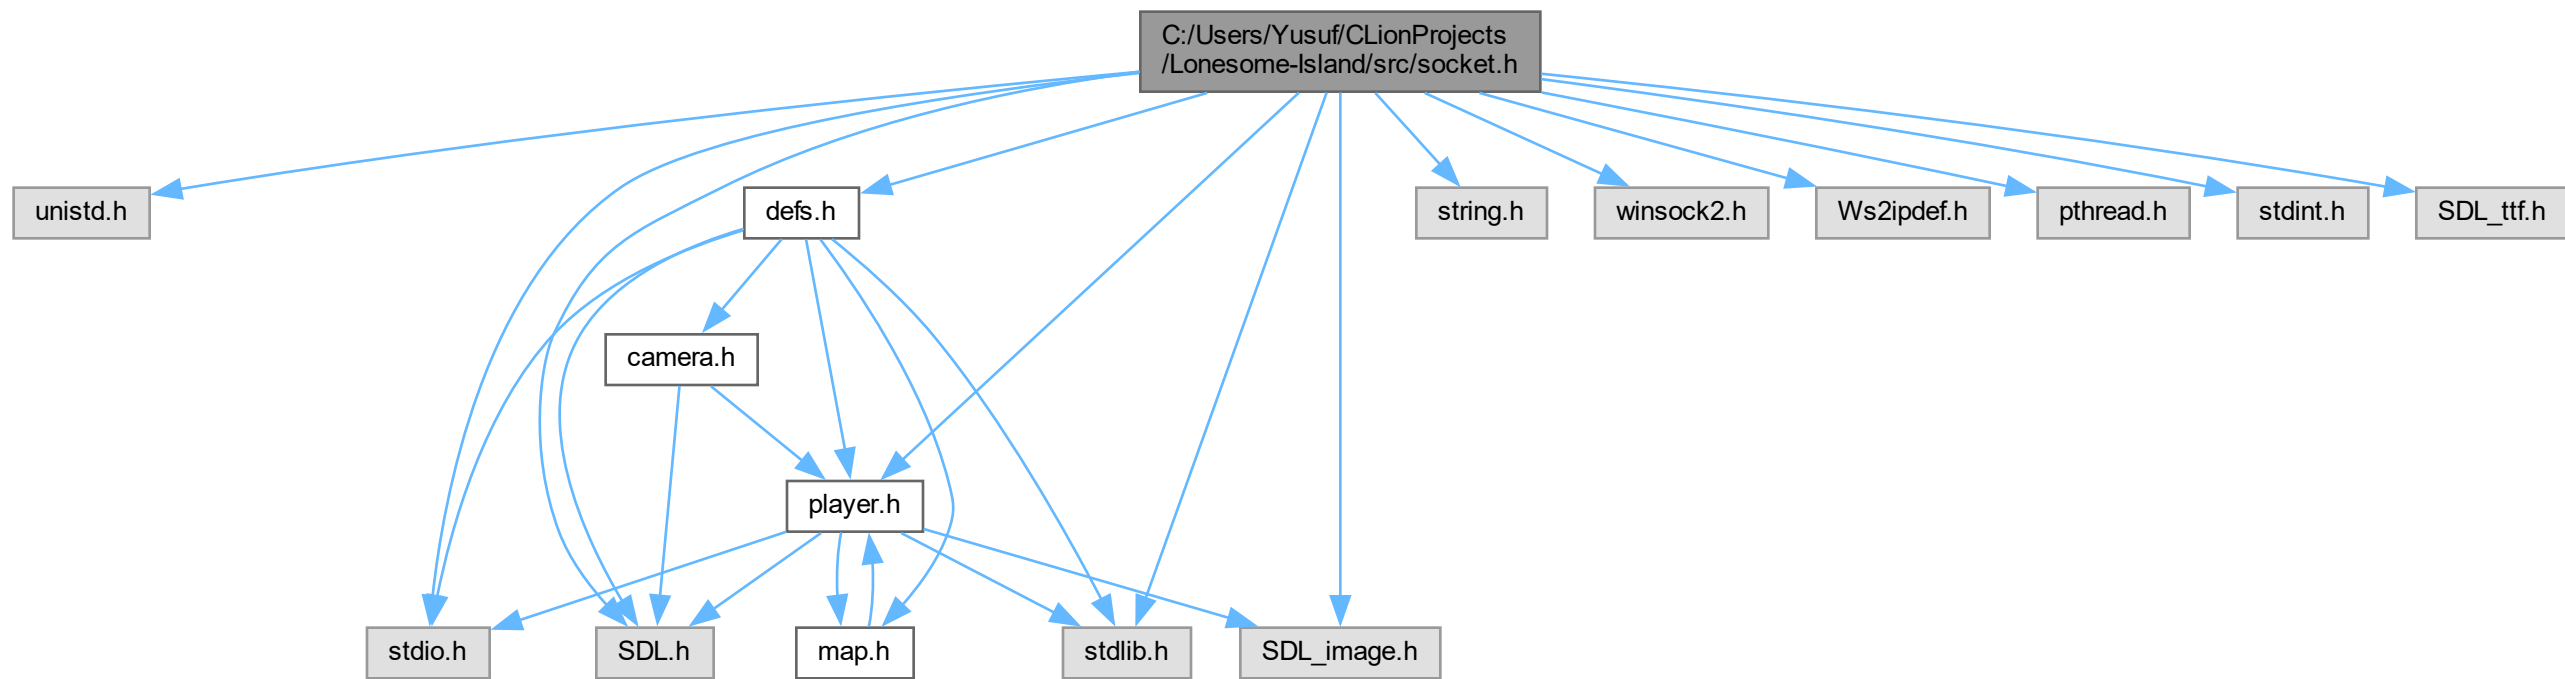 C:/Users/Yusuf/CLionProjects
/Lonesome-Island/src/socket.h
unistd.h
defs.h
string.h
winsock2.h
Ws2ipdef.h
pthread.h
stdint.h
SDL_ttf.h
camera.h
player.h
stdio.h
SDL.h
map.h
stdlib.h
SDL_image.h